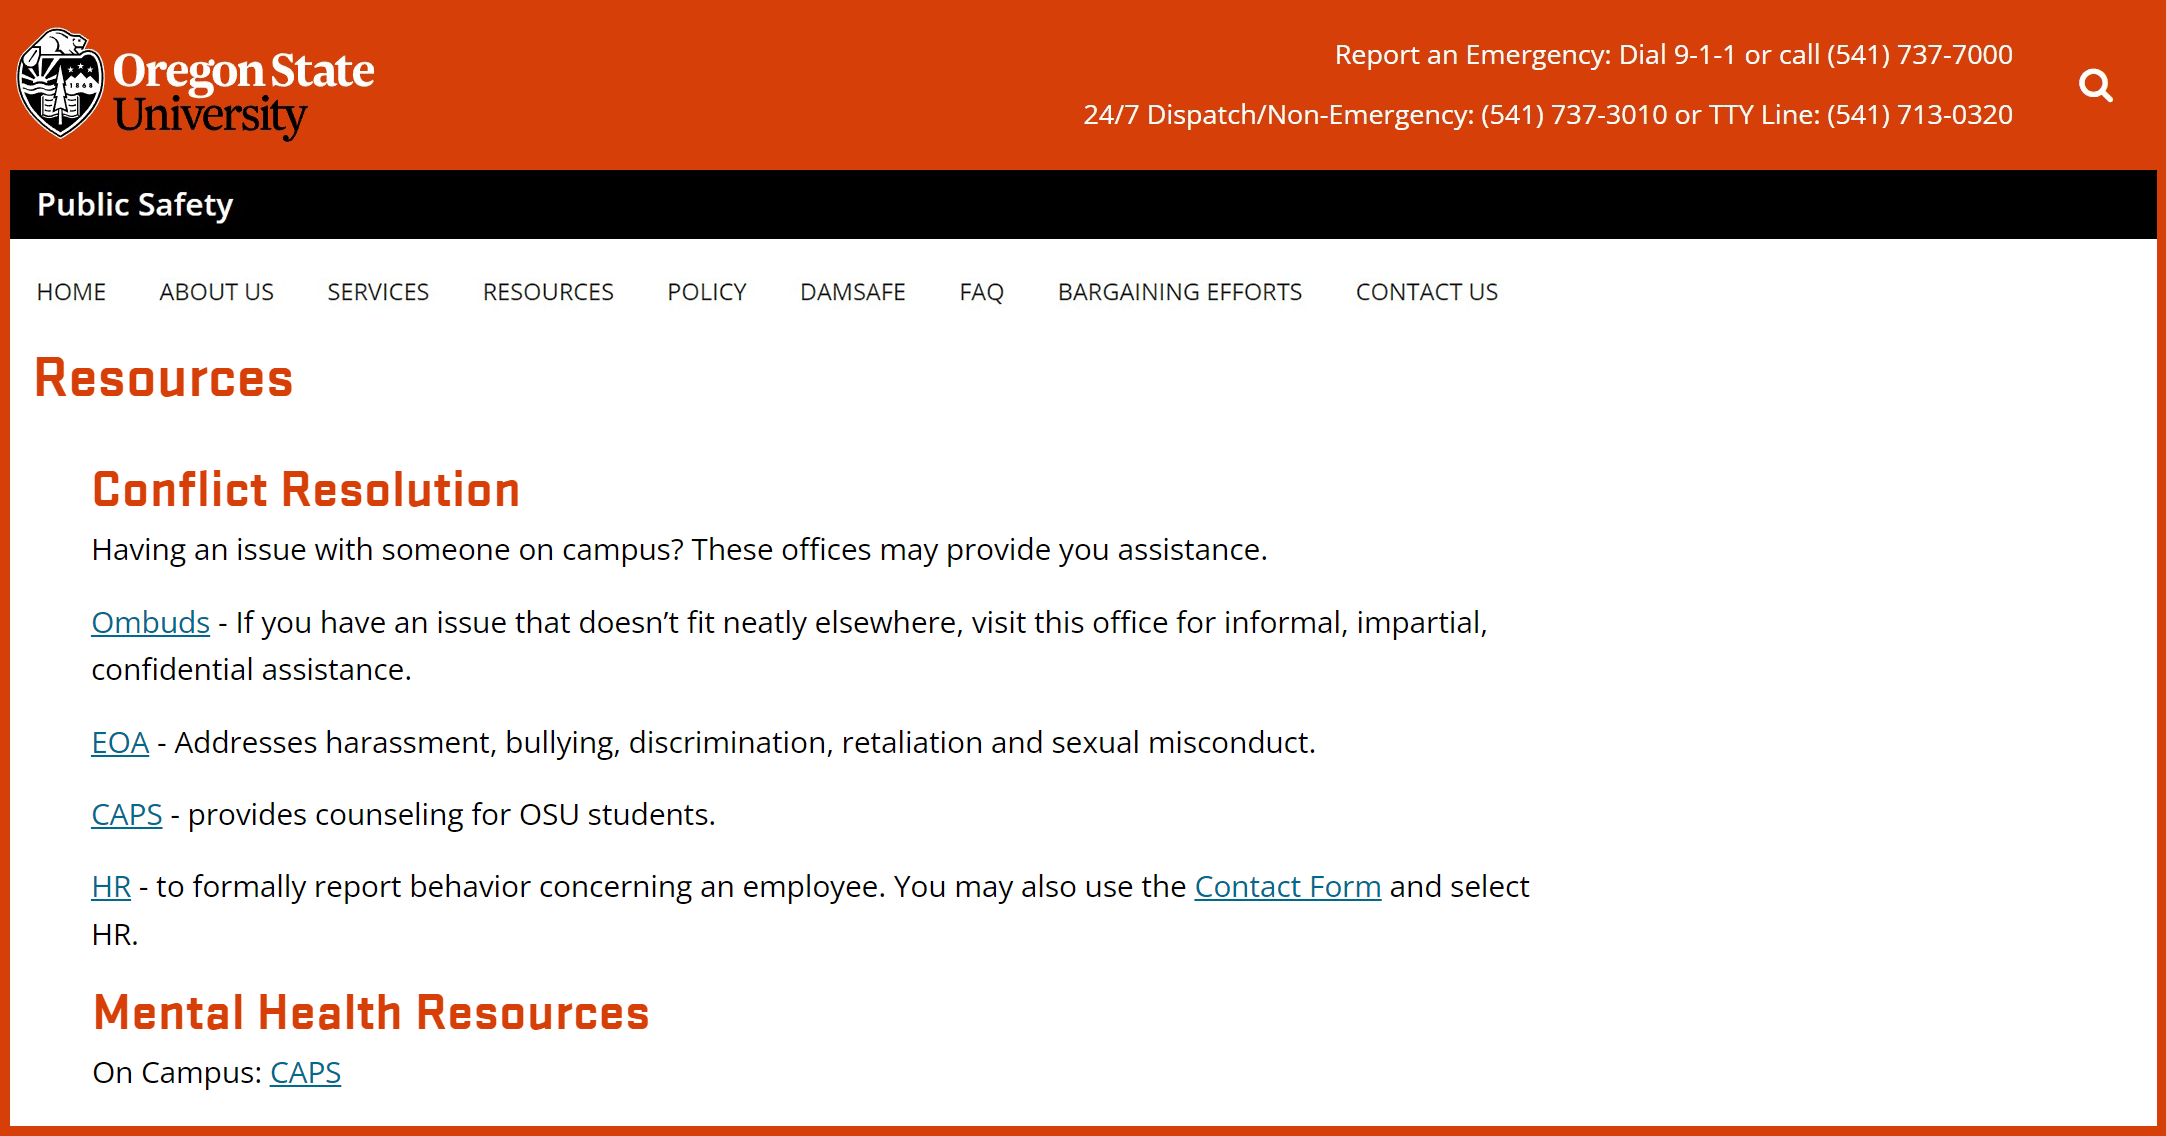 1868
Oregon State
University
Report an Emergency: Dial 9-1-1 or call (541) 737-7000
24/7 Dispatch/Non-Emergency: (541) 737-3010 or TTY Line: (541) 713-0320
Public Safety
HOME ABOUT US SERVICES RESOURCES POLICY DAMSAFE FAQ BARGAINING EFFORTS CONTACT US
Resources
Conflict Resolution
Having an issue with someone on campus? These offices may provide you assistance.
Ombuds - If you have an issue that doesn’t fit neatly elsewhere, visit this office for informal, impartial,
confidential assistance.
EOA - Addresses harassment, bullying, discrimination, retaliation and sexual misconduct.
CAPS - provides counseling for OSU students.
HR - to formally report behavior concerning an employee. You may also use the Contact Form and select
HR.
Mental Health Resources
On Campus: CAPS